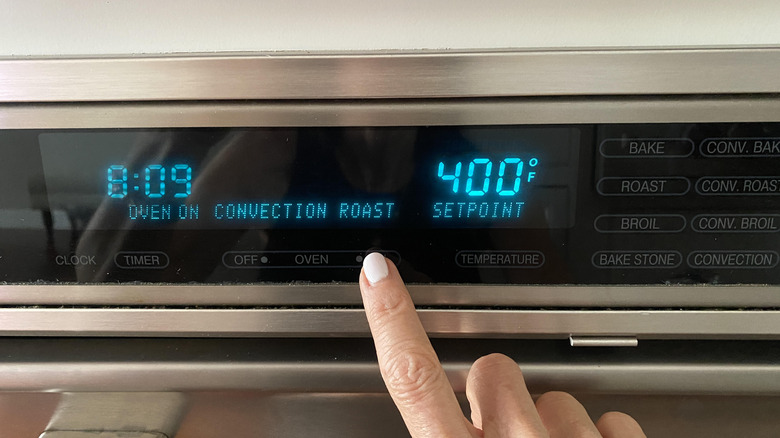 8:09 400°F
OVEN ON CONVECTION ROAST SETPOINT
CLOCK TIMER OFF OVEN TEMPERATURE
BAKE CONV. BAK
ROAST CONV. ROAST
BROIL CONV. BROIL
BAKE STONE CONVECTION